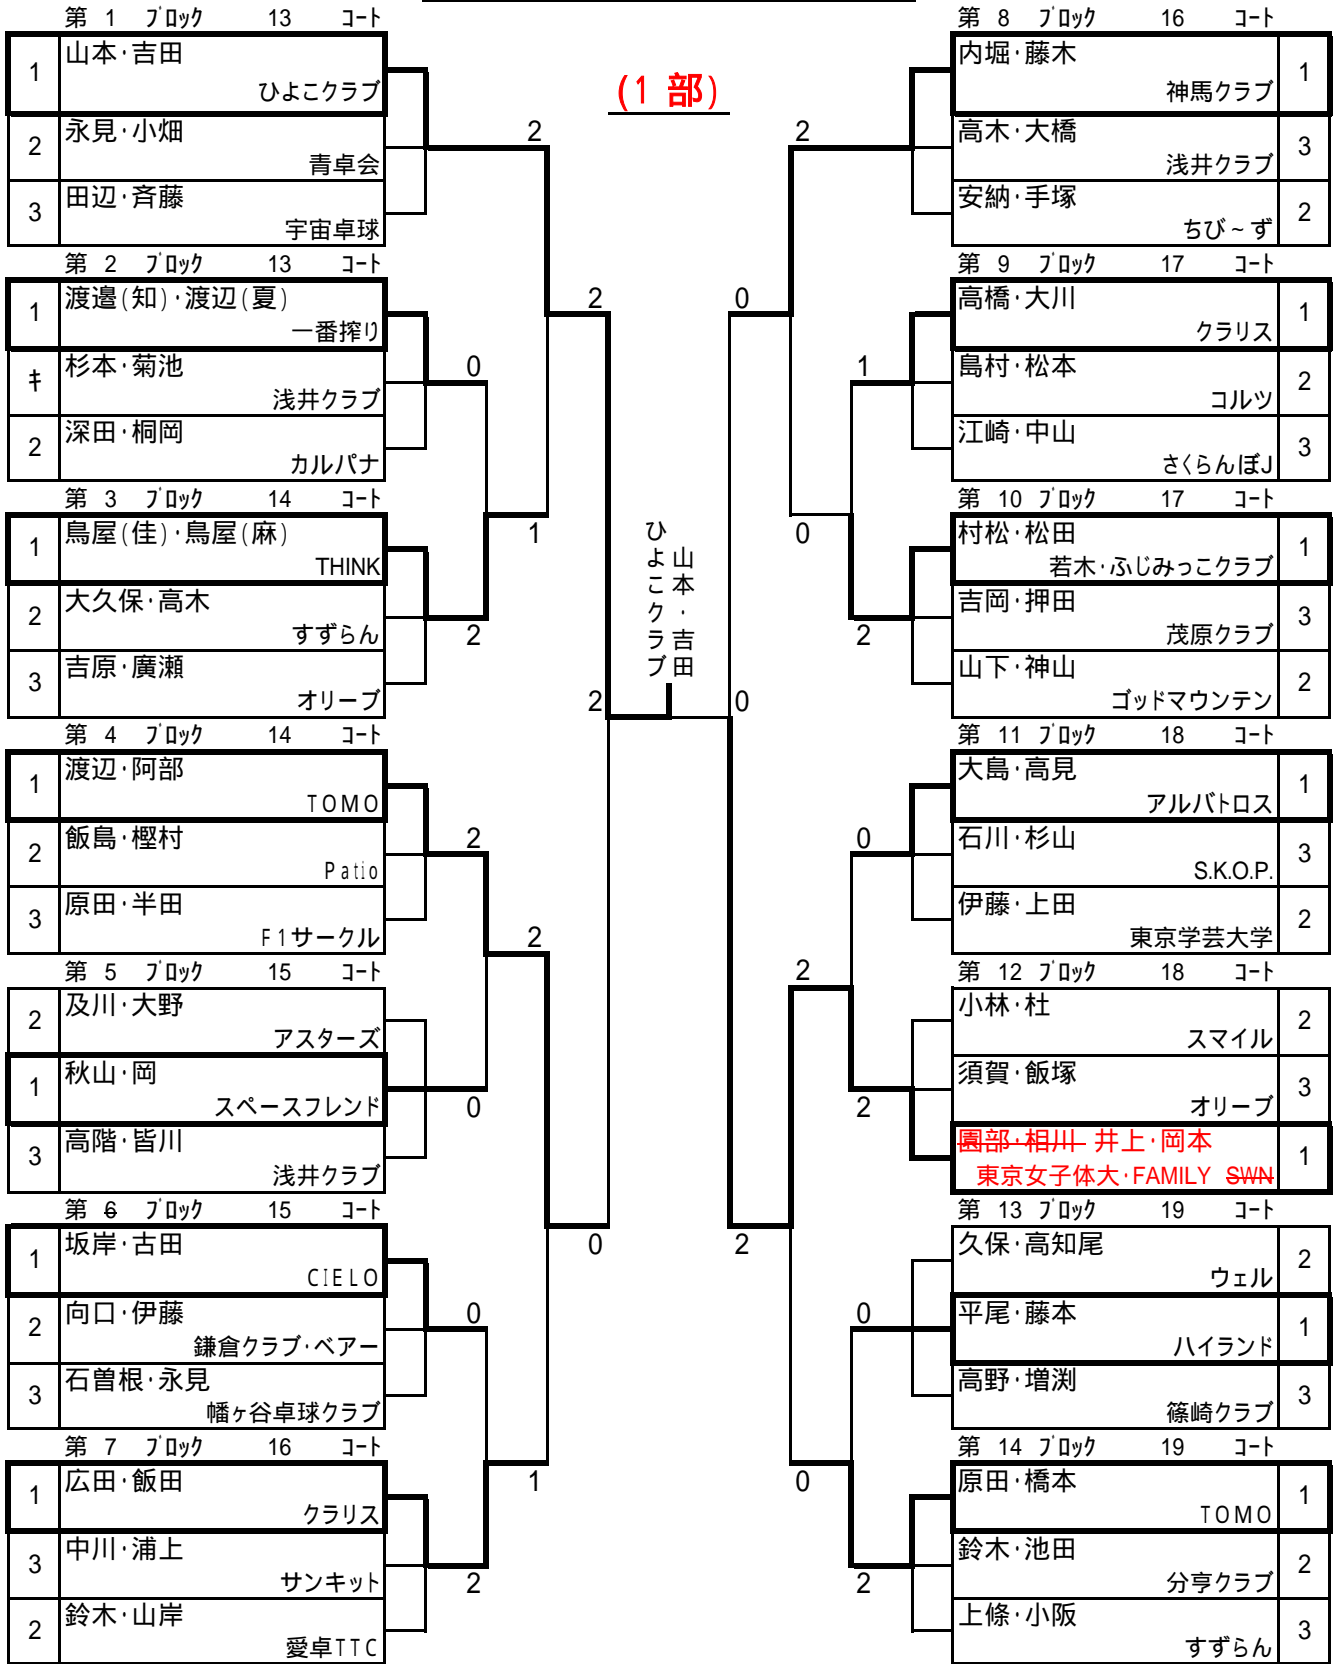 (1 部)
第 1 ブロック 13 コート
1 山本･吉田
ひよこクラブ
2 永見･小畑
青卓会
3 田辺･斉藤
宇宙卓球
第 2 ブロック 13 コート
1 渡邉(知)･渡辺(夏)
一番搾り
キ 杉本･菊池
浅井クラブ
2 深田･桐岡
カルパナ
第 3 ブロック 14 コート
1 鳥屋(佳)･鳥屋(麻)
THINK
2 大久保･高木
すずらん
3 吉原･廣瀬
オリーブ
第 4 ブロック 14 コート
1 渡辺･阿部
TOMO
2 飯島･樫村
Patio
3 原田･半田
F1サークル
第 5 ブロック 15 コート
2 及川･大野
アスターズ
1 秋山･岡
スペースフレンド
3 高階･皆川
浅井クラブ
第 6 ブロック 15 コート
1 坂岸･古田
CIELO
2 向口･伊藤
鎌倉クラブ･ベアー
3 石曽根･永見
幡ヶ谷卓球クラブ
第 7 ブロック 16 コート
1 広田･飯田
クラリス
3 中川･浦上
サンキット
2 鈴木･山岸
愛卓TTC
2
0
2
1
2
2
2
2
0
0
0
1
2
山本･吉田
ひよこクラブ
2
0
1
0
2
0
0
2
2
2
0
0
2
第 8 ブロック 16 コート
内堀･藤木 1
神馬クラブ
高木･大橋 3
浅井クラブ
安納･手塚 2
ちび～ず
第 9 ブロック 17 コート
高橋･大川 1
クラリス
島村･松本 2
コルツ
江崎･中山 3
さくらんぼJ
第 10 ブロック 17 コート
村松･松田 1
若木･ふじみっこクラブ
吉岡･押田 3
茂原クラブ
山下･神山 2
ゴッドマウンテン
第 11 ブロック 18 コート
大島･高見 1
アルバトロス
石川･杉山 3
S.K.O.P.
伊藤･上田 2
東京学芸大学
第 12 ブロック 18 コート
小林･杜 2
スマイル
須賀･飯塚 3
オリーブ
園部･相川 井上･岡本 1
東京女子体大･FAMILY SWN
第 13 ブロック 19 コート
久保･高知尾 2
ウェル
平尾･藤本 1
ハイランド
高野･増渕 3
篠崎クラブ
第 14 ブロック 19 コート
原田･橋本 1
TOMO
鈴木･池田 2
分亨クラブ
上條･小阪 3
すずらん